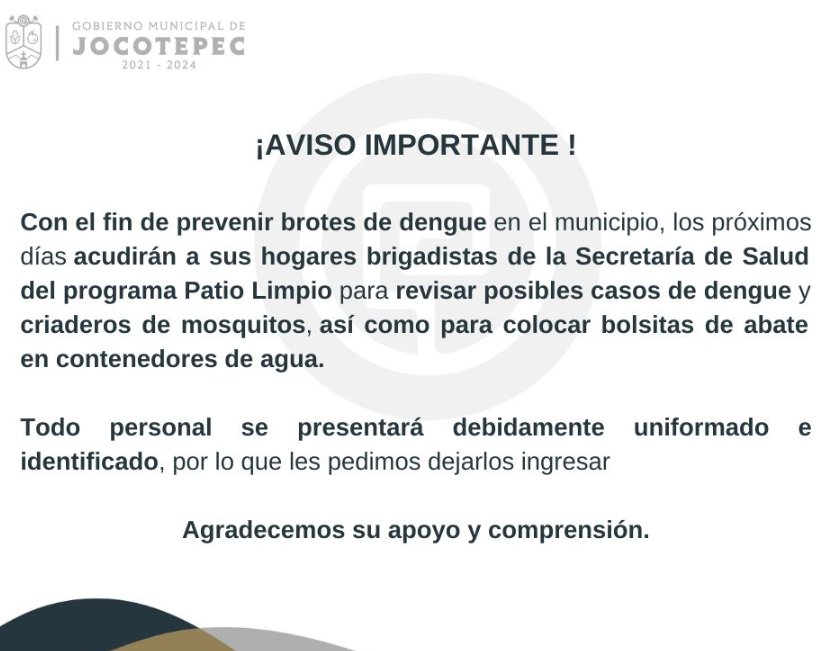 GOBIERNO MUNICIPAL DE
JOCOTEPEC
2021 - 2024
¡AVISO IMPORTANTE !
Con el fin de prevenir brotes de dengue en el municipio, los próximos
días acudirán a sus hogares brigadistas de la Secretaría de Salud
del programa Patio Limpio para revisar posibles casos de dengue y
criaderos de mosquitos, así como para colocar bolsitas de abate
en contenedores de agua.
Todo personal se presentará debidamente uniformado e
identificado, por lo que les pedimos dejarlos ingresar
Agradecemos su apoyo y comprensión.